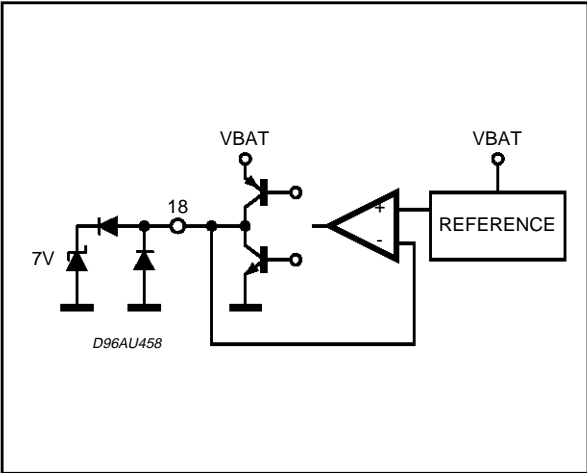 VBAT
VBAT
18
+
REFERENCE
-
7V
D96AU458